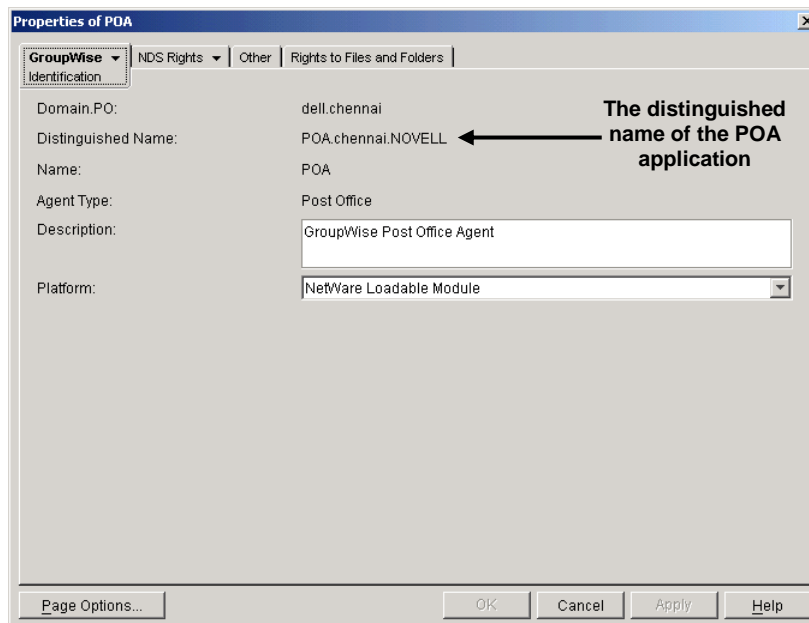 Properties of POA
GroupWise NDS Rights Other Rights to Files and Folders
Identification
Domain.PO: dell.chennai
Distinguished Name: POA.chennai.NOVELL
The distinguished
name of the POA
application
Name: POA
Agent Type: Post Office
Description: GroupWise Post Office Agent
Platform: NetWare Loadable Module
Page Options... OK Cancel Apply Help